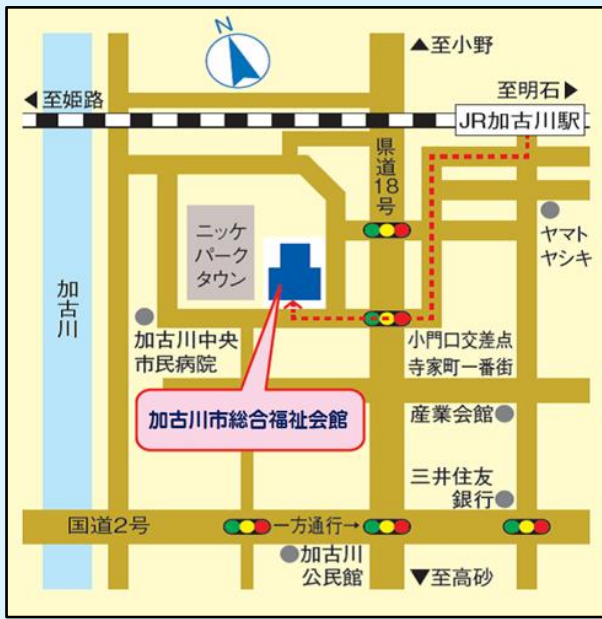 N
▲至小野
◀至姫路
至明石▶
JR加古川駅
県道18号
ニッケ
パーク
タウン
ヤマト
ヤシキ
加古川
加古川中央
市民病院
小門口交差点
寺家町一番街
加古川市総合福祉会館
産業会館
三井住友
銀行
国道2号
一方通行→
加古川
公民館
▼至高砂